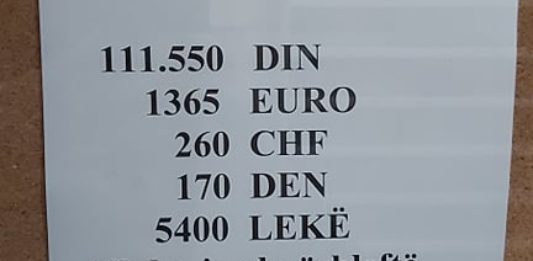 111.550 DIN
1365 EURO
260 CHF
170 DEN
5400 LEKË